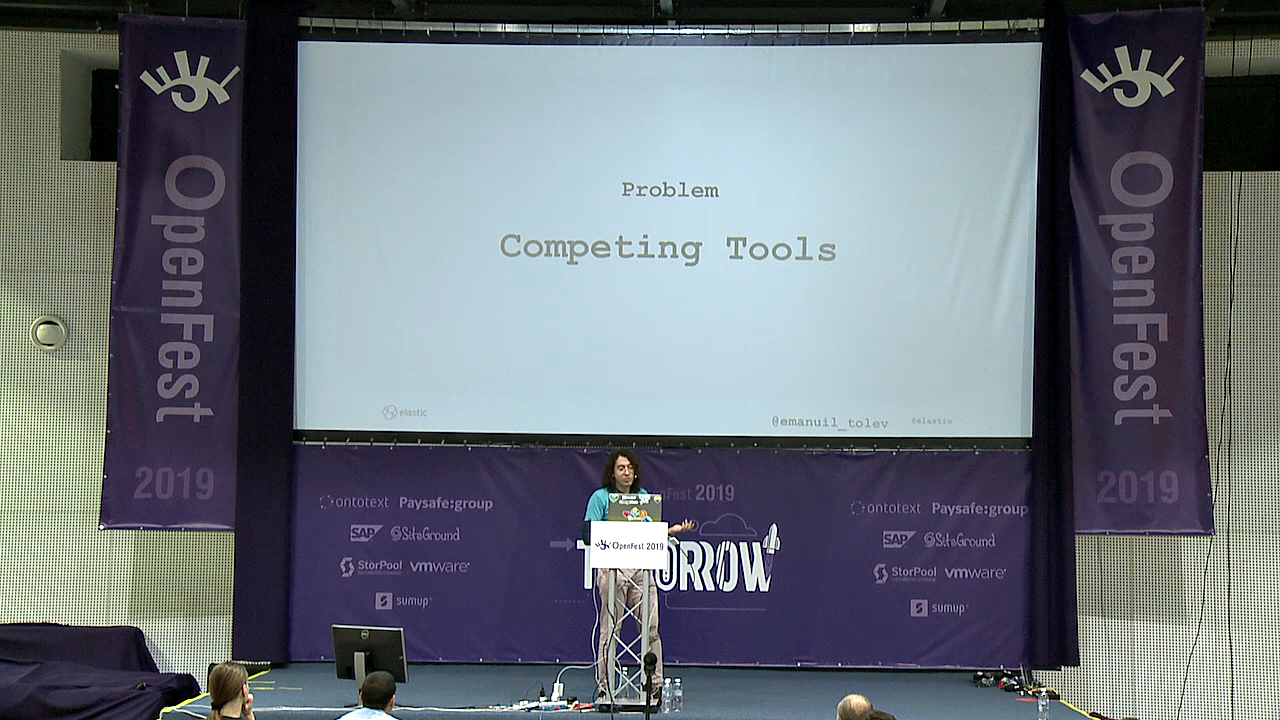 OpenFest
2019
Problem
Competing Tools
elastic
@emanuil_tolev
@elastic
OpenFest
2019
ontotext
Paysafe:group
SAP
SiteGround
StorPool
vmware
sumup
OpenFest 2019
2019
ontotext
Paysafe:group
SAP
SiteGround
StorPool
vmware
sumup